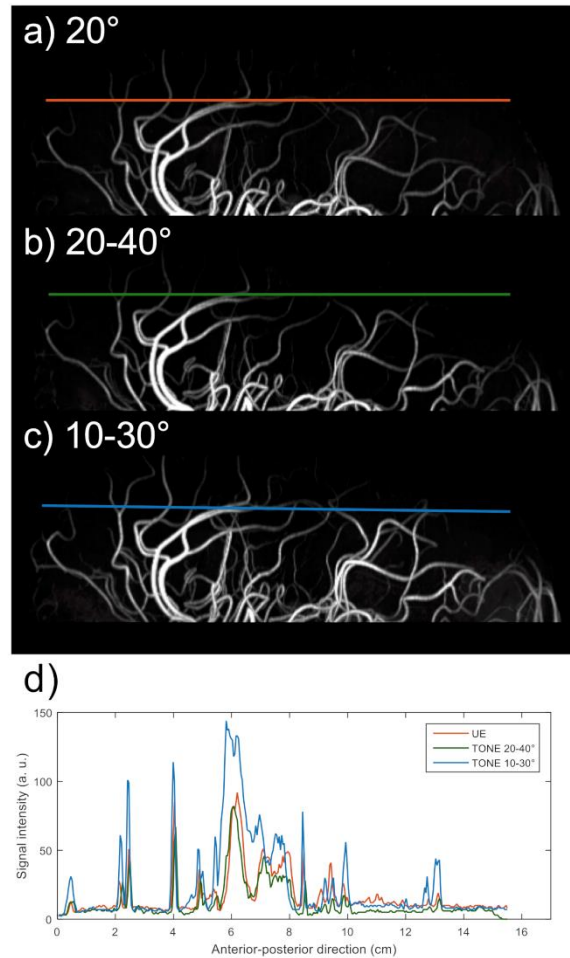 a) 20°
b) 20-40°
c) 10-30°
d)
150
100
50
0
Signal intensity (a. u.)
UE
TONE 20-40°
TONE 10-30°
0 2 4 6 8 10 12 14 16
Anterior-posterior direction (cm)